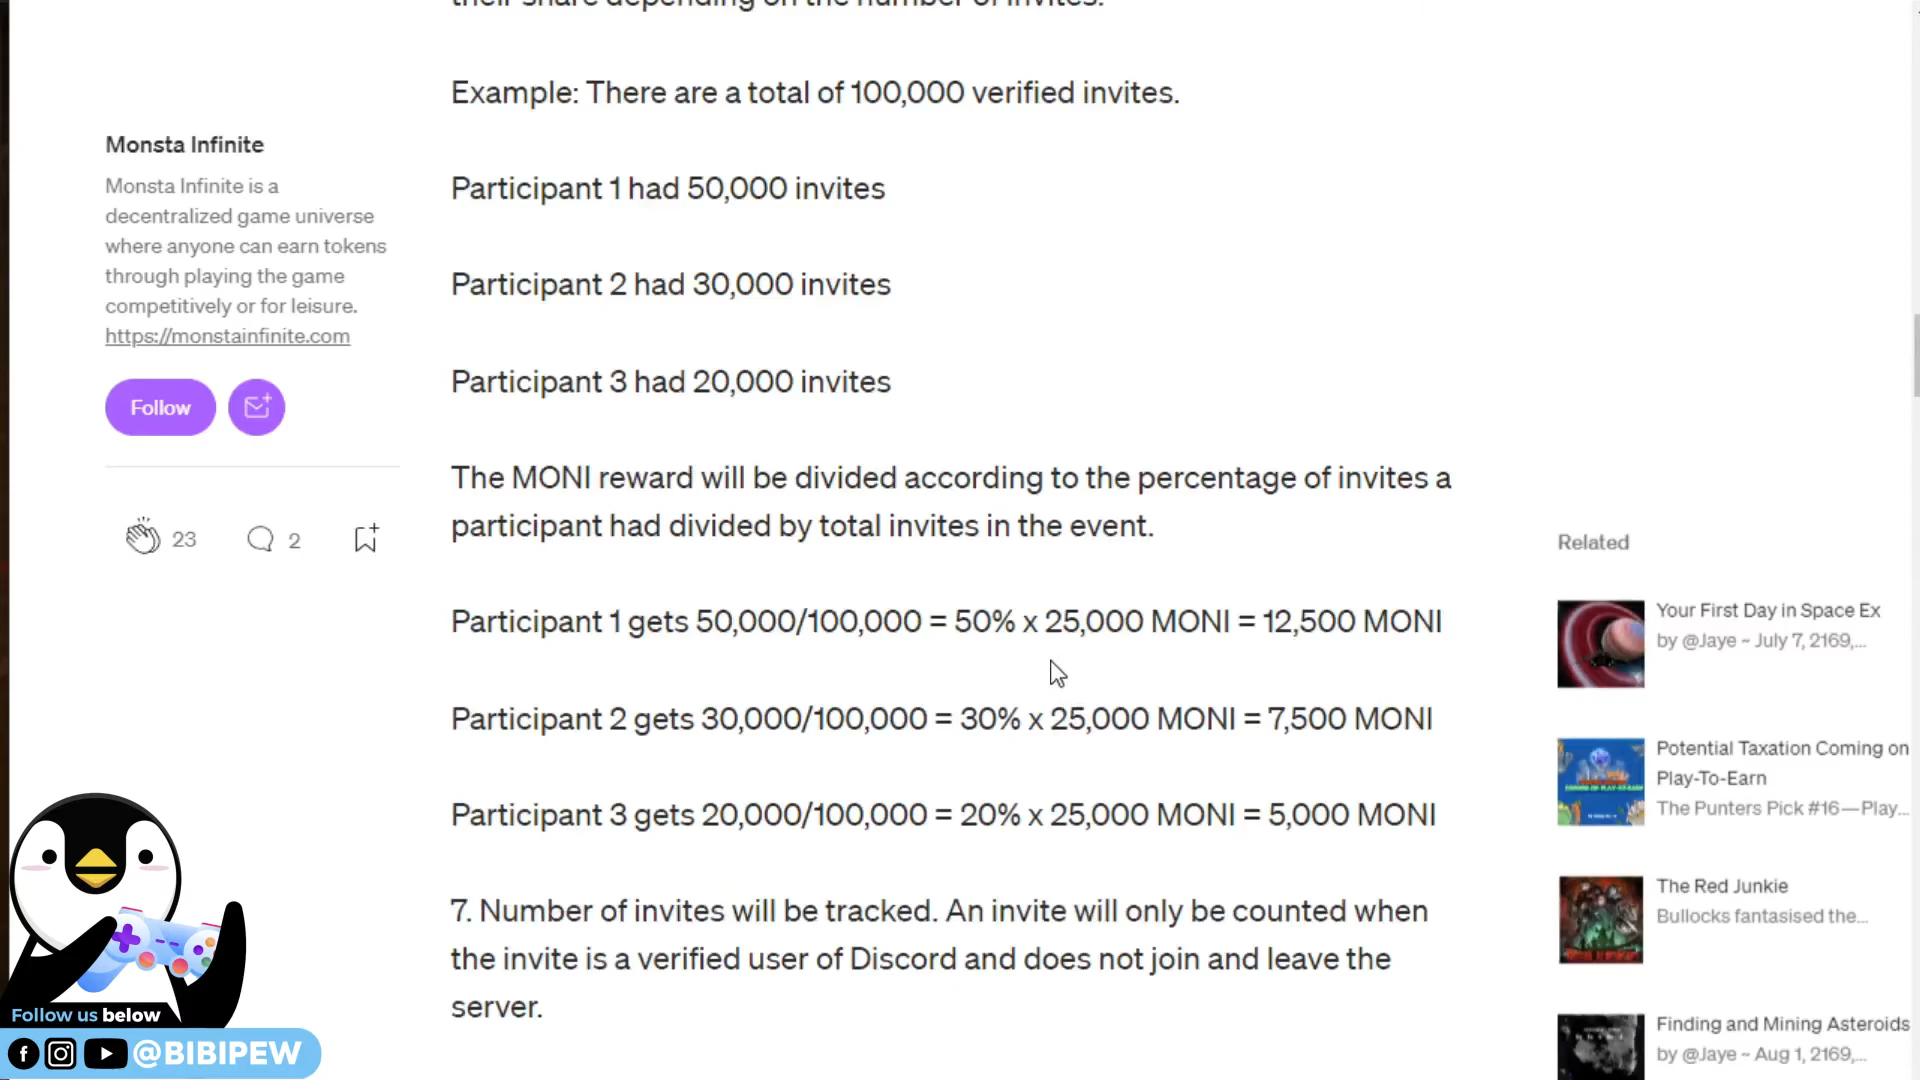 their share depending on the number of invites.
Example: There are a total of 100,000 verified invites.
Monsta Infinite
Monsta Infinite is a
decentralized game universe
where anyone can earn tokens
through playing the game
competitively or for leisure.
https://monstainfinite.com
Follow
23
2
Participant 1 had 50,000 invites
Participant 2 had 30,000 invites
Participant 3 had 20,000 invites
The MONI reward will be divided according to the percentage of invites a
participant had divided by total invites in the event.
Participant 1 gets 50,000/100,000 = 50% x 25,000 MONI = 12,500 MONI
Participant 2 gets 30,000/100,000 = 30% x 25,000 MONI = 7,500 MONI
Participant 3 gets 20,000/100,000 = 20% x 25,000 MONI = 5,000 MONI
7. Number of invites will be tracked. An invite will only be counted when
the invite is a verified user of Discord and does not join and leave the
server.
Related
Your First Day in Space Ex
by @Jaye ~ July 7, 2169,...
Potential Taxation Coming on
Play-To-Earn
The Punters Pick #16 — Play...
The Red Junkie
Bullocks fantasised the...
Finding and Mining Asteroids
by @Jaye ~ Aug 1, 2169,...
Follow us below
@BIBIPEW